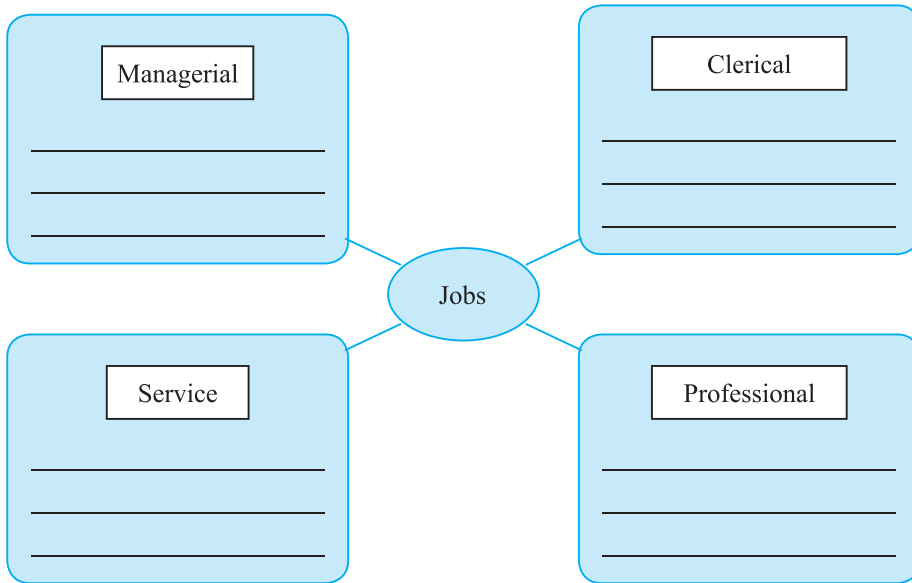 Managerial
Clerical
Jobs
Service
Professional